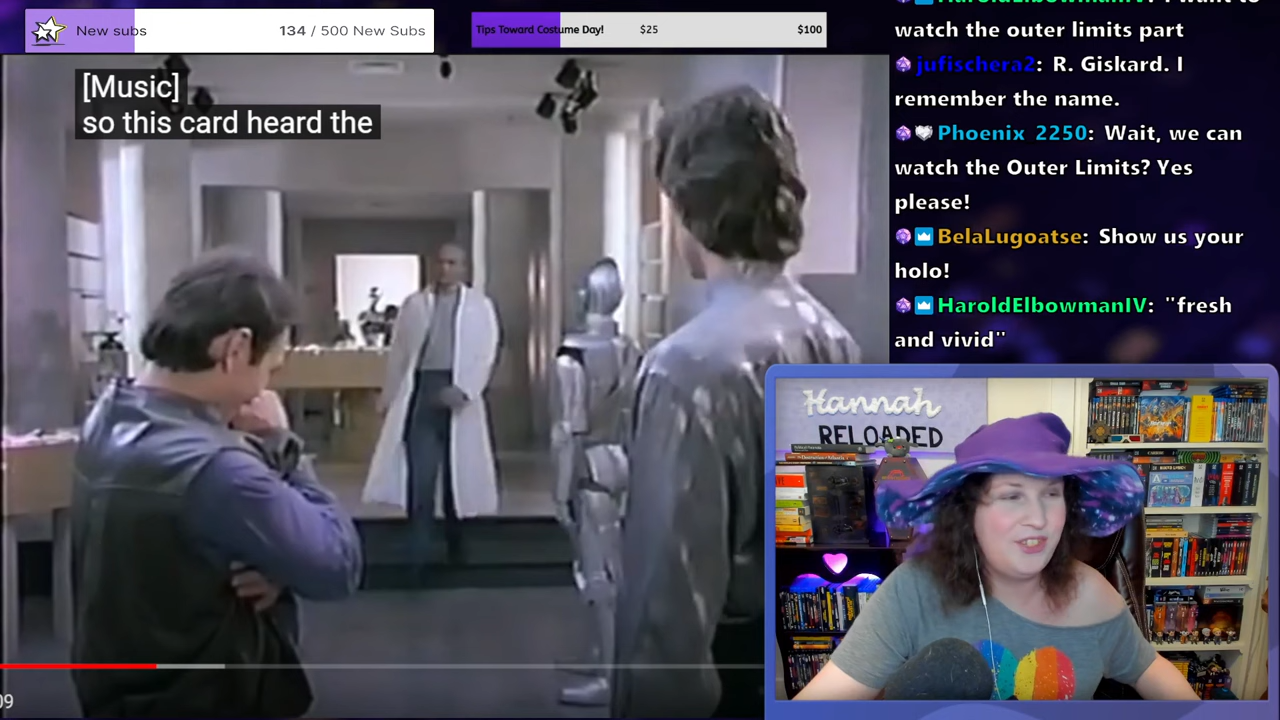 New subs
134 / 500 New Subs
Tips Toward Costume Day!
$25
$100
[Music]
so this card heard the
watch the outer limits part
jufischera2: R. Giskard. I
remember the name.
Phoenix 2250: Wait, we can
watch the Outer Limits? Yes
please!
BelaLugoatse: Show us your
holo!
HaroldElbowmanIV: "fresh
and vivid"
Hannah
RELOADED
09